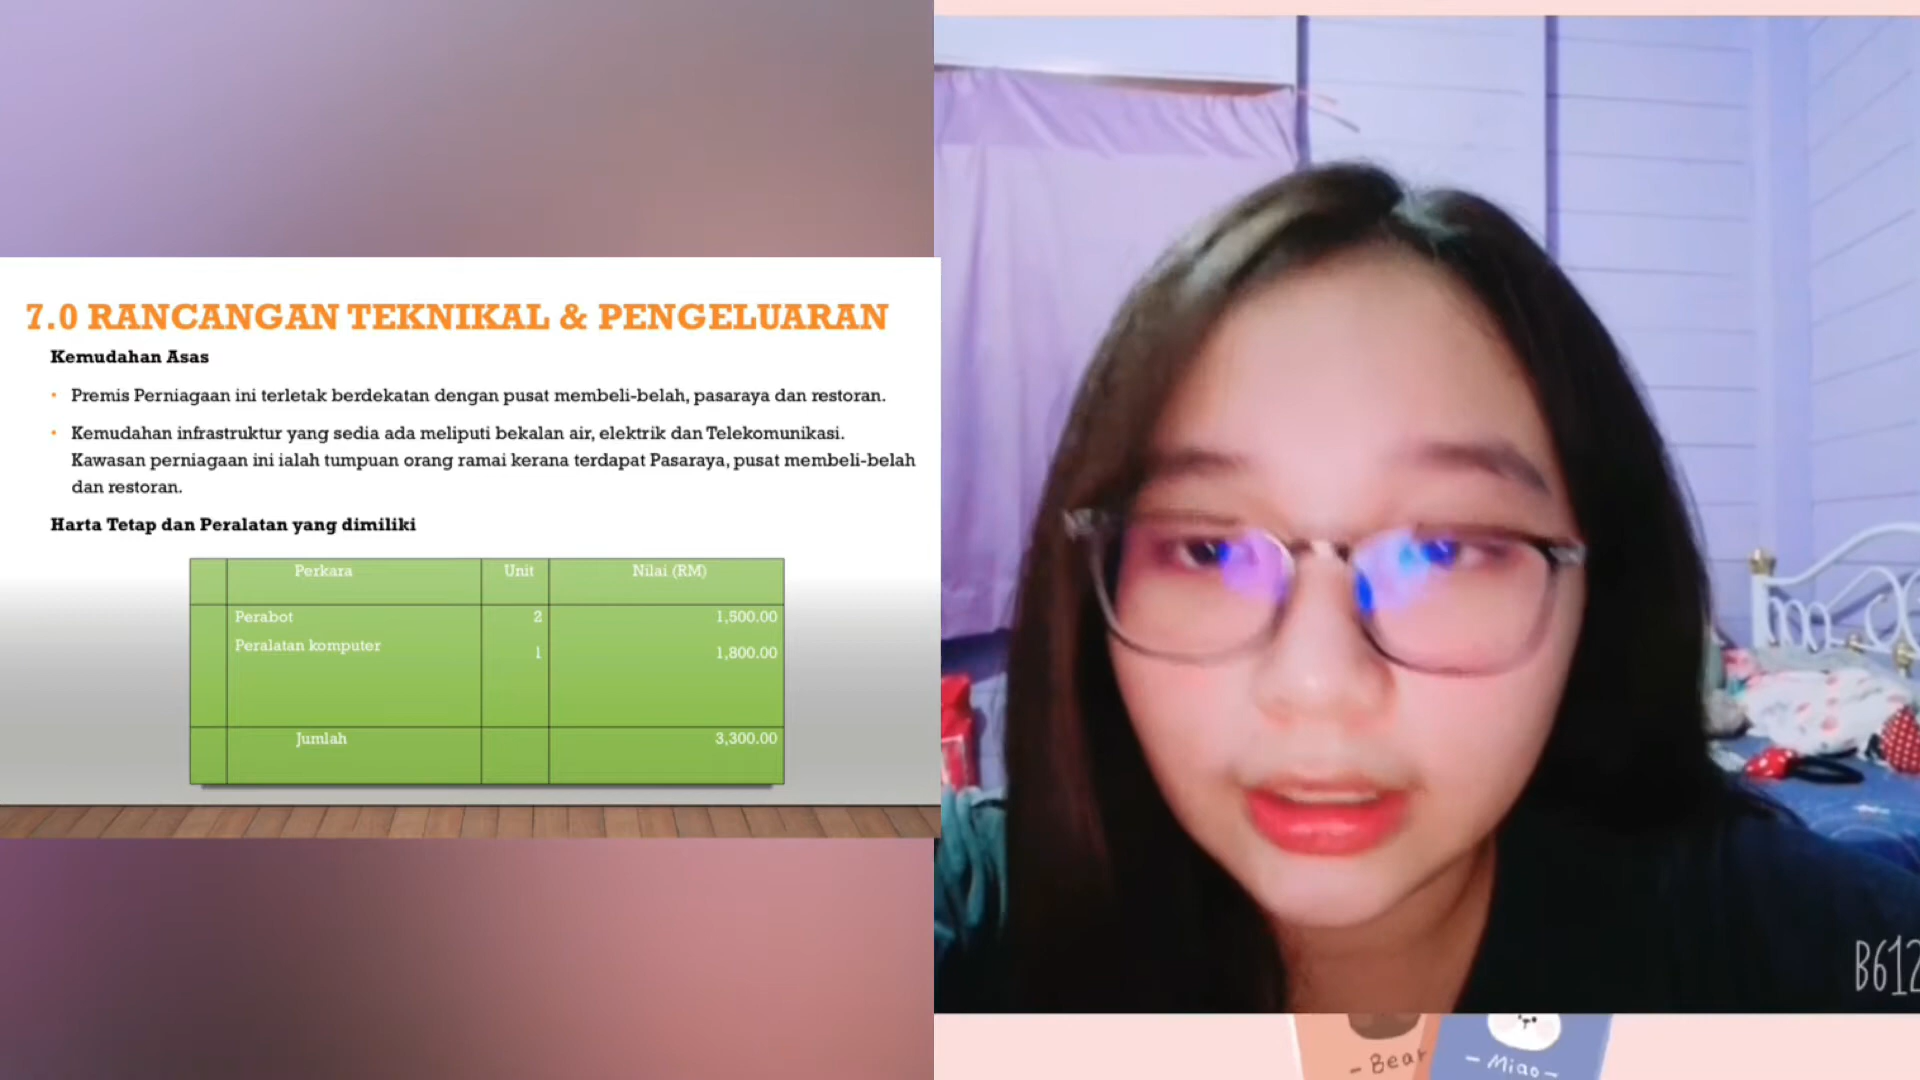 7.0 RANCANGAN TEKNIKAL & PENGELUARAN
Kemudahan Asas
• Premis Perniagaan ini terletak berdekatan dengan pusat membeli-belah, pasaraya dan restoran.
• Kemudahan infrastruktur yang sedia ada meliputi bekalan air, elektrik dan Telekomunikasi.
Kawasan perniagaan ini ialah tumpuan orang ramai kerana terdapat Pasaraya, pusat membeli-belah
dan restoran.
Harta Tetap dan Peralatan yang dimiliki
Perkara Unit Nilai (RM)
Perabot 2 1,500.00
Peralatan komputer 1 1,800.00
Jumlah 3,300.00
B612
- Bear
- Miao -